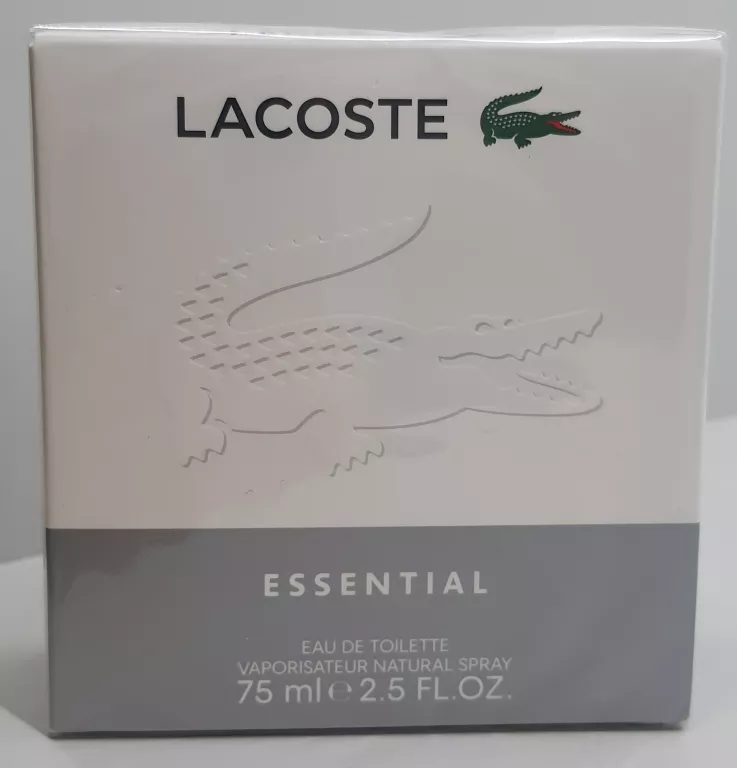 LACOSTE
ESSENTIAL
EAU DE TOILETTE
VAPORISATEUR NATURAL SPRAY
75 ml ℮ 2.5 FL.OZ.